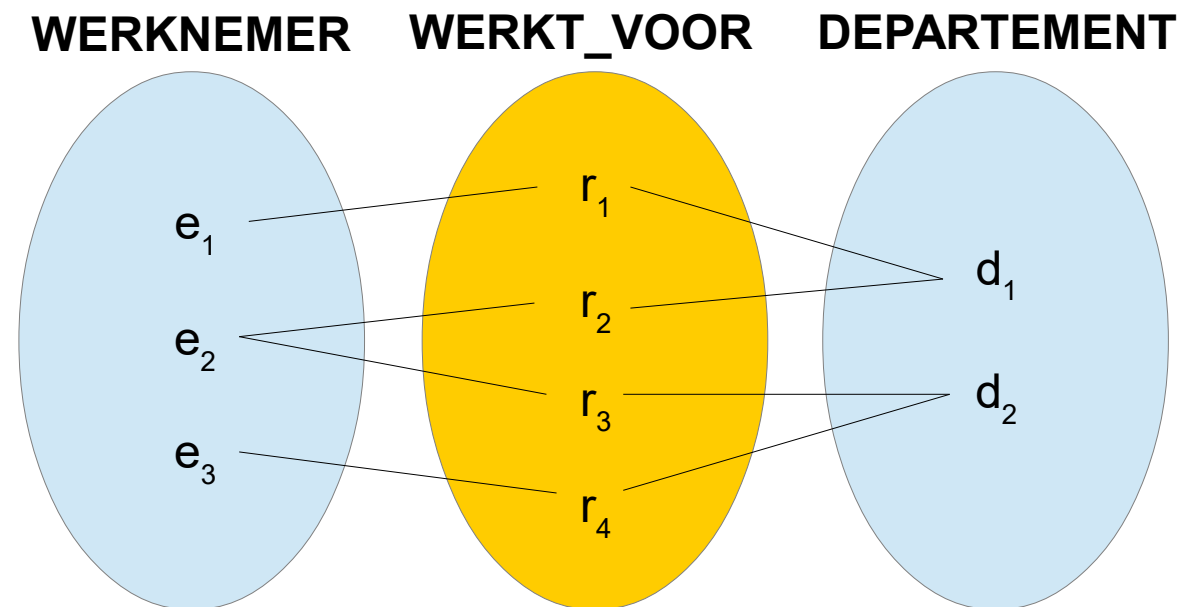 WERKNEMER WERKT_VOOR DEPARTEMENT
e₁
e₂
e₃
r₁
r₂
r₃
r₄
d₁
d₂